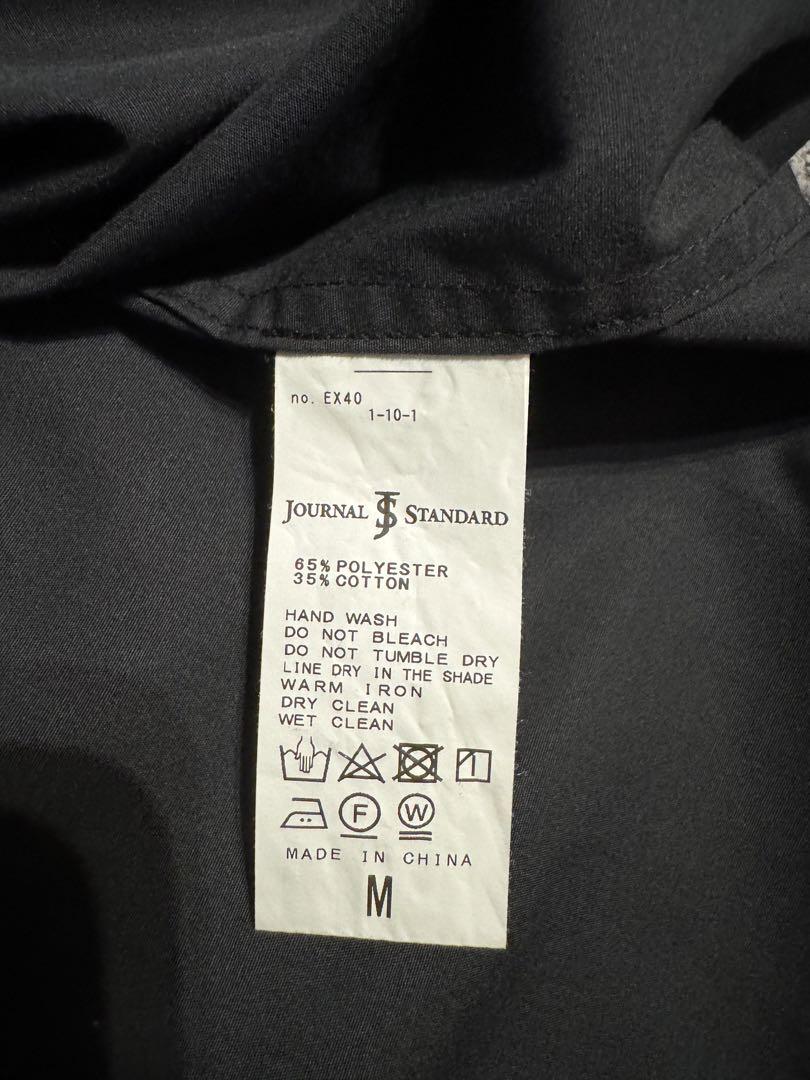 no. EX40
1-10-1
JOURNAL JS STANDARD
65% POLYESTER
35% COTTON
HAND WASH
DO NOT BLEACH
DO NOT TUMBLE DRY
LINE DRY IN THE SHADE
WARM IRON
DRY CLEAN
WET CLEAN
F W
MADE IN CHINA
M